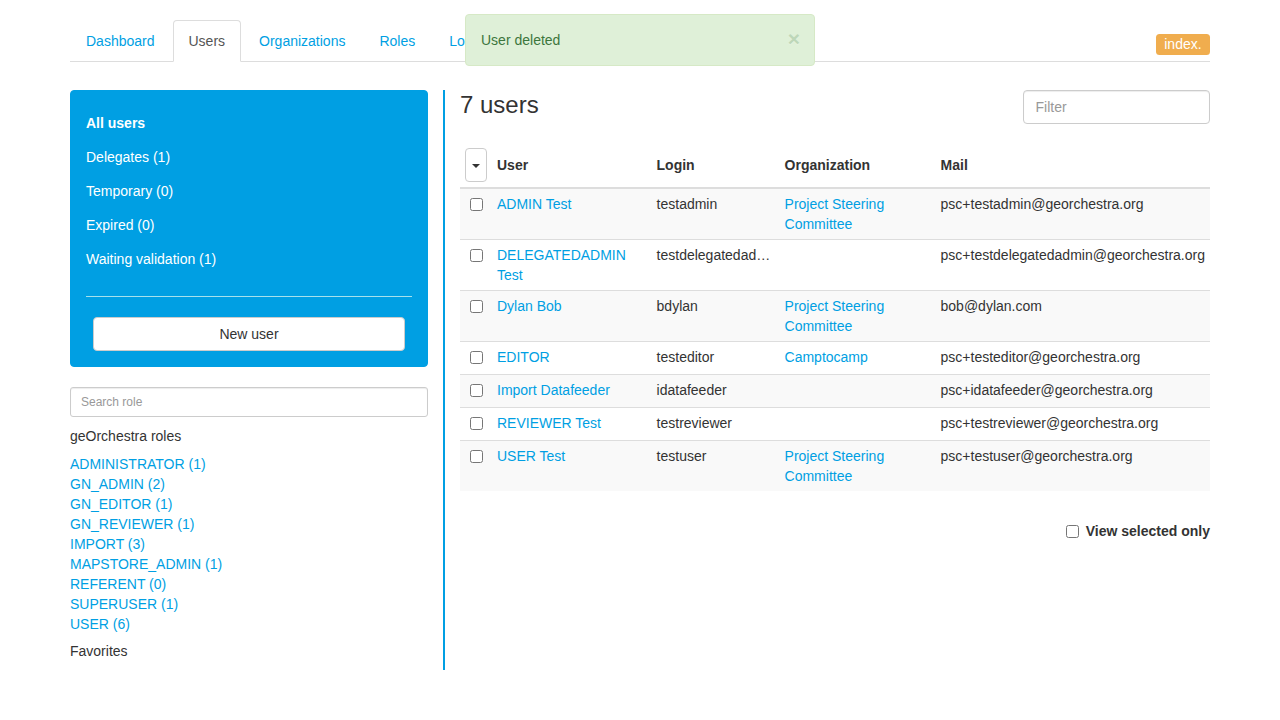 Dashboard Users Organizations Roles Lo User deleted ×
index.
All users
Delegates (1)
Temporary (0)
Expired (0)
Waiting validation (1)
New user
Search role
geOrchestra roles
ADMINISTRATOR (1)
GN_ADMIN (2)
GN_EDITOR (1)
GN_REVIEWER (1)
IMPORT (3)
MAPSTORE_ADMIN (1)
REFERENT (0)
SUPERUSER (1)
USER (6)
Favorites
7 users
Filter
User Login Organization Mail
ADMIN Test testadmin Project Steering psc+testadmin@georchestra.org
Committee
DELEGATEDADMIN testdelegatedad… psc+testdelegatedadmin@georchestra.org
Test
Dylan Bob bdylan Project Steering bob@dylan.com
Committee
EDITOR testeditor Camptocamp psc+testeditor@georchestra.org
Import Datafeeder idatafeeder psc+idatafeeder@georchestra.org
REVIEWER Test testreviewer psc+testreviewer@georchestra.org
USER Test testuser Project Steering psc+testuser@georchestra.org
Committee
View selected only